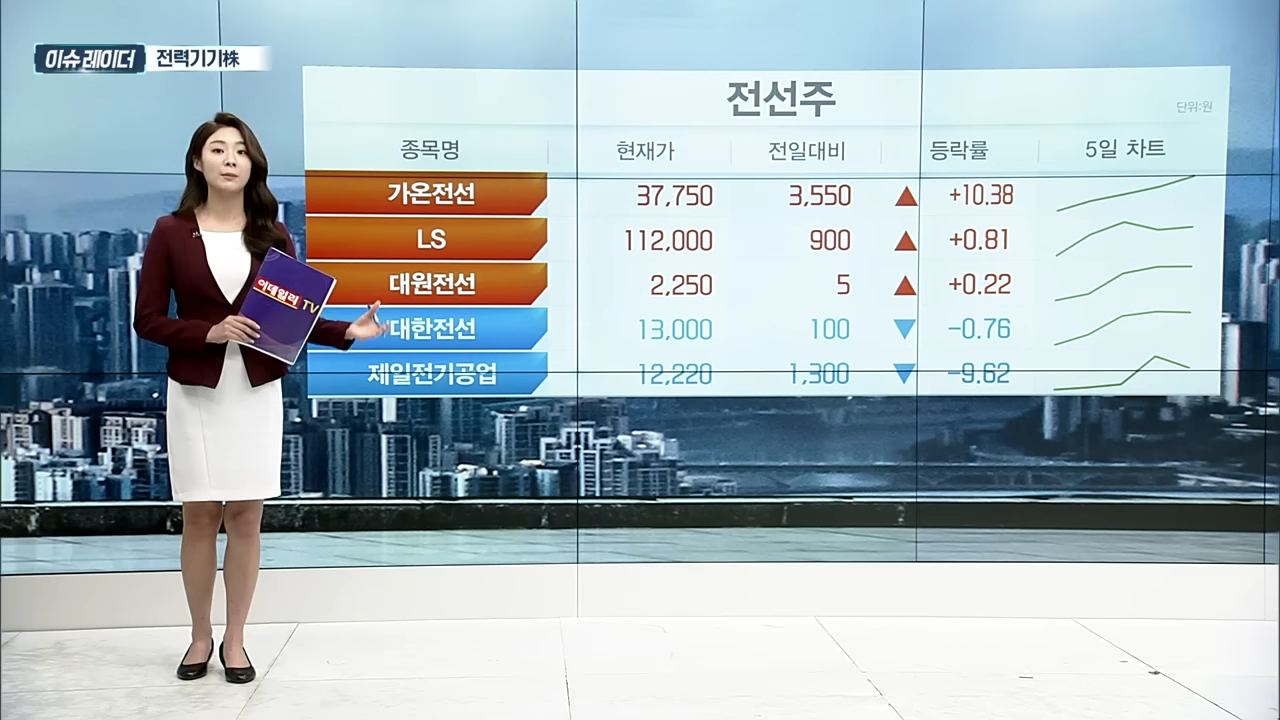 이슈레이더 전력기기株
전선주
단위:원
종목명 현재가 전일대비 등락률 5일 차트
가온전선 37,750 3,550 ▲ +10.38
LS 112,000 900 ▲ +0.81
대원전선 2,250 5 ▲ +0.22
대한전선 13,000 100 ▼ -0.76
제일전기공업 12,220 1,300 ▼ -9.62
이데일리 TV